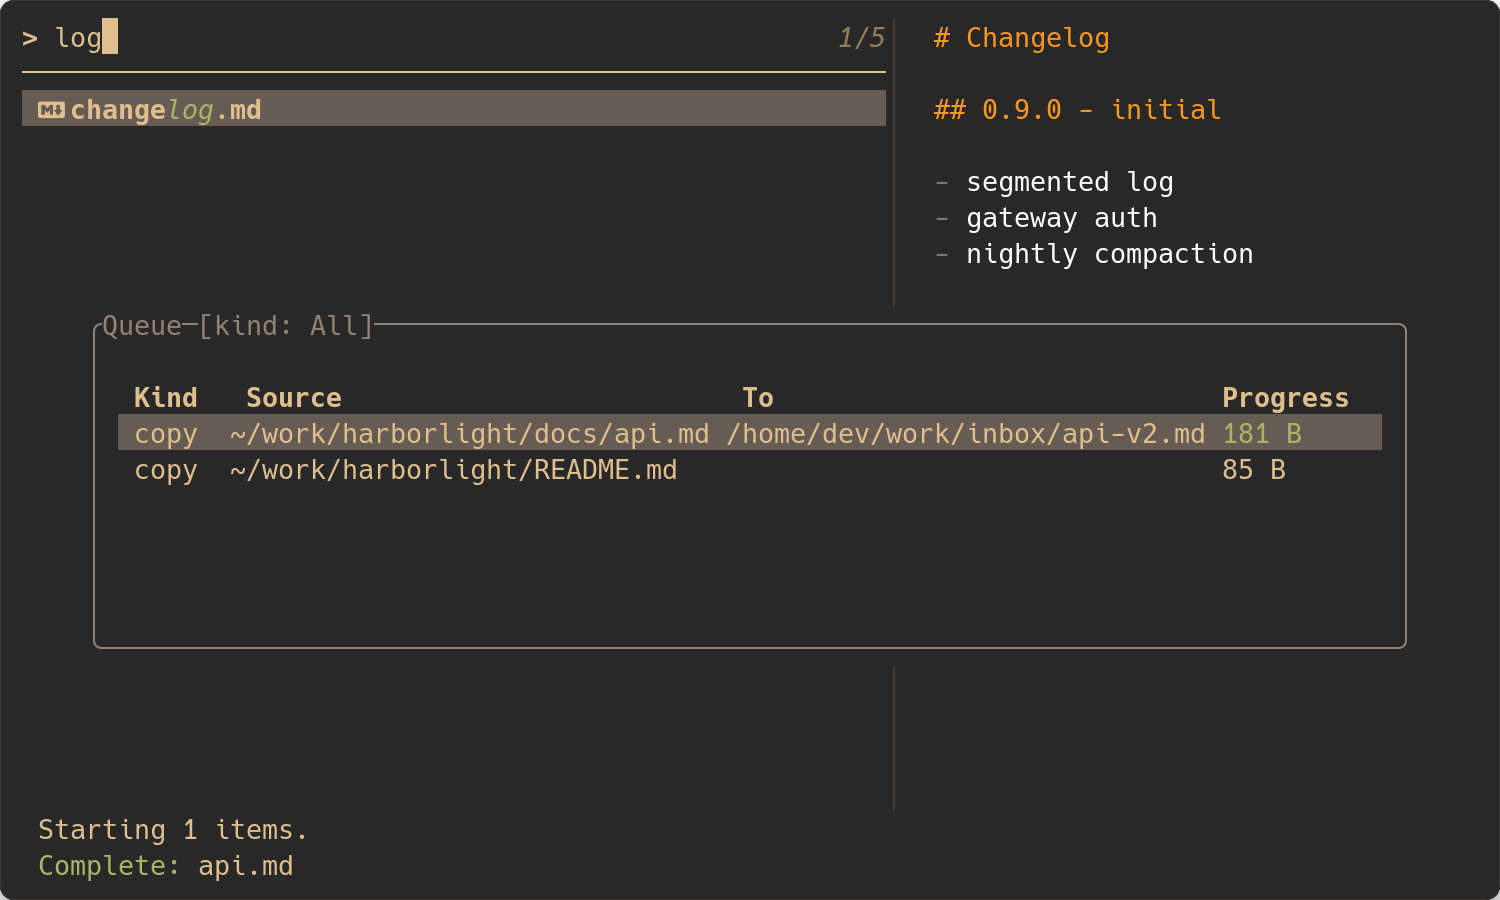 > log 1/5
changelog.md
# Changelog
## 0.9.0 - initial
- segmented log
- gateway auth
- nightly compaction
Queue [kind: All]
Kind Source To Progress
copy ~/work/harborlight/docs/api.md /home/dev/work/inbox/api-v2.md 181 B
copy ~/work/harborlight/README.md 85 B
Starting 1 items.
Complete: api.md